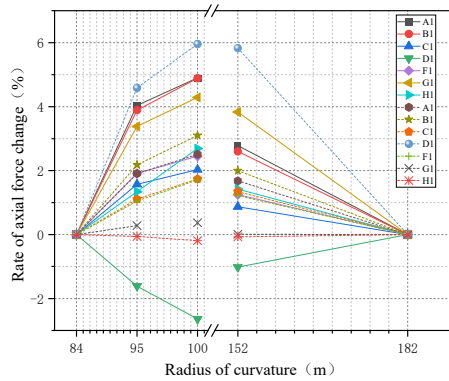 Rate of axial force change（%）
6
4
2
0
−2
84
95
100
152
182
Radius of curvature（m）
A1
B1
C1
D1
F1
G1
H1
A1
B1
C1
D1
F1
G1
H1